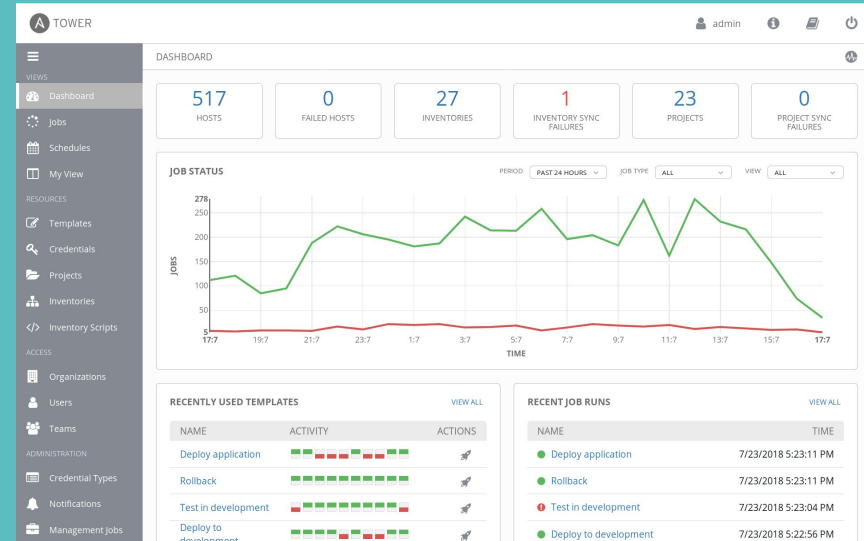 A TOWER
admin
VIEWS
Dashboard
Jobs
Schedules
My View
RESOURCES
Templates
Credentials
Projects
Inventories
Inventory Scripts
ACCESS
Organizations
Users
Teams
ADMINISTRATION
Credential Types
Notifications
Management Jobs
DASHBOARD
517
HOSTS
0
FAILED HOSTS
27
INVENTORIES
1
INVENTORY SYNC
FAILURES
23
PROJECTS
0
PROJECT SYNC
FAILURES
JOB STATUS
PERIOD PAST 24 HOURS JOB TYPE ALL VIEW ALL
278
250
200
150
100
50
5
JOBS
17:7 19:7 21:7 23:7 1:7 3:7 5:7 7:7 9:7 11:7 13:7 15:7 17:7
TIME
RECENTLY USED TEMPLATES VIEW ALL
NAME ACTIVITY ACTIONS
Deploy application
Rollback
Test in development
Deploy to
development
RECENT JOB RUNS VIEW ALL
NAME TIME
Deploy application 7/23/2018 5:23:11 PM
Rollback 7/23/2018 5:23:11 PM
Test in development 7/23/2018 5:23:04 PM
Deploy to development 7/23/2018 5:22:56 PM